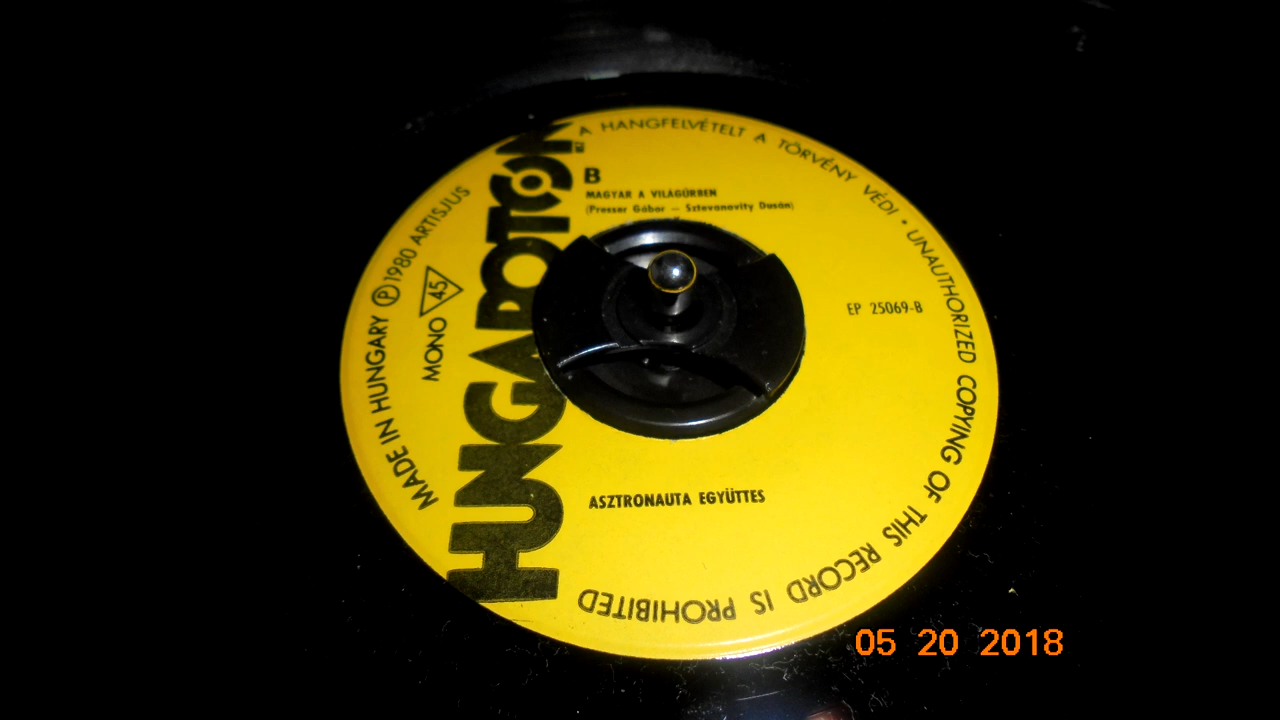 HUNGAROTON
A HANGFELVÉTELT A TÖRVÉNY VÉDI • UNAUTHORIZED COPYING OF THIS RECORD IS PROHIBITED
MADE IN HUNGARY Ⓟ 1980 ARTISJUS
MONO 45
B
MAGYAR A VILÁGŰRBEN
(Presser Gábor – Sztevanovity Dusán)
EP 25069-B
ASZTRONAUTA EGYÜTTES
05 20 2018